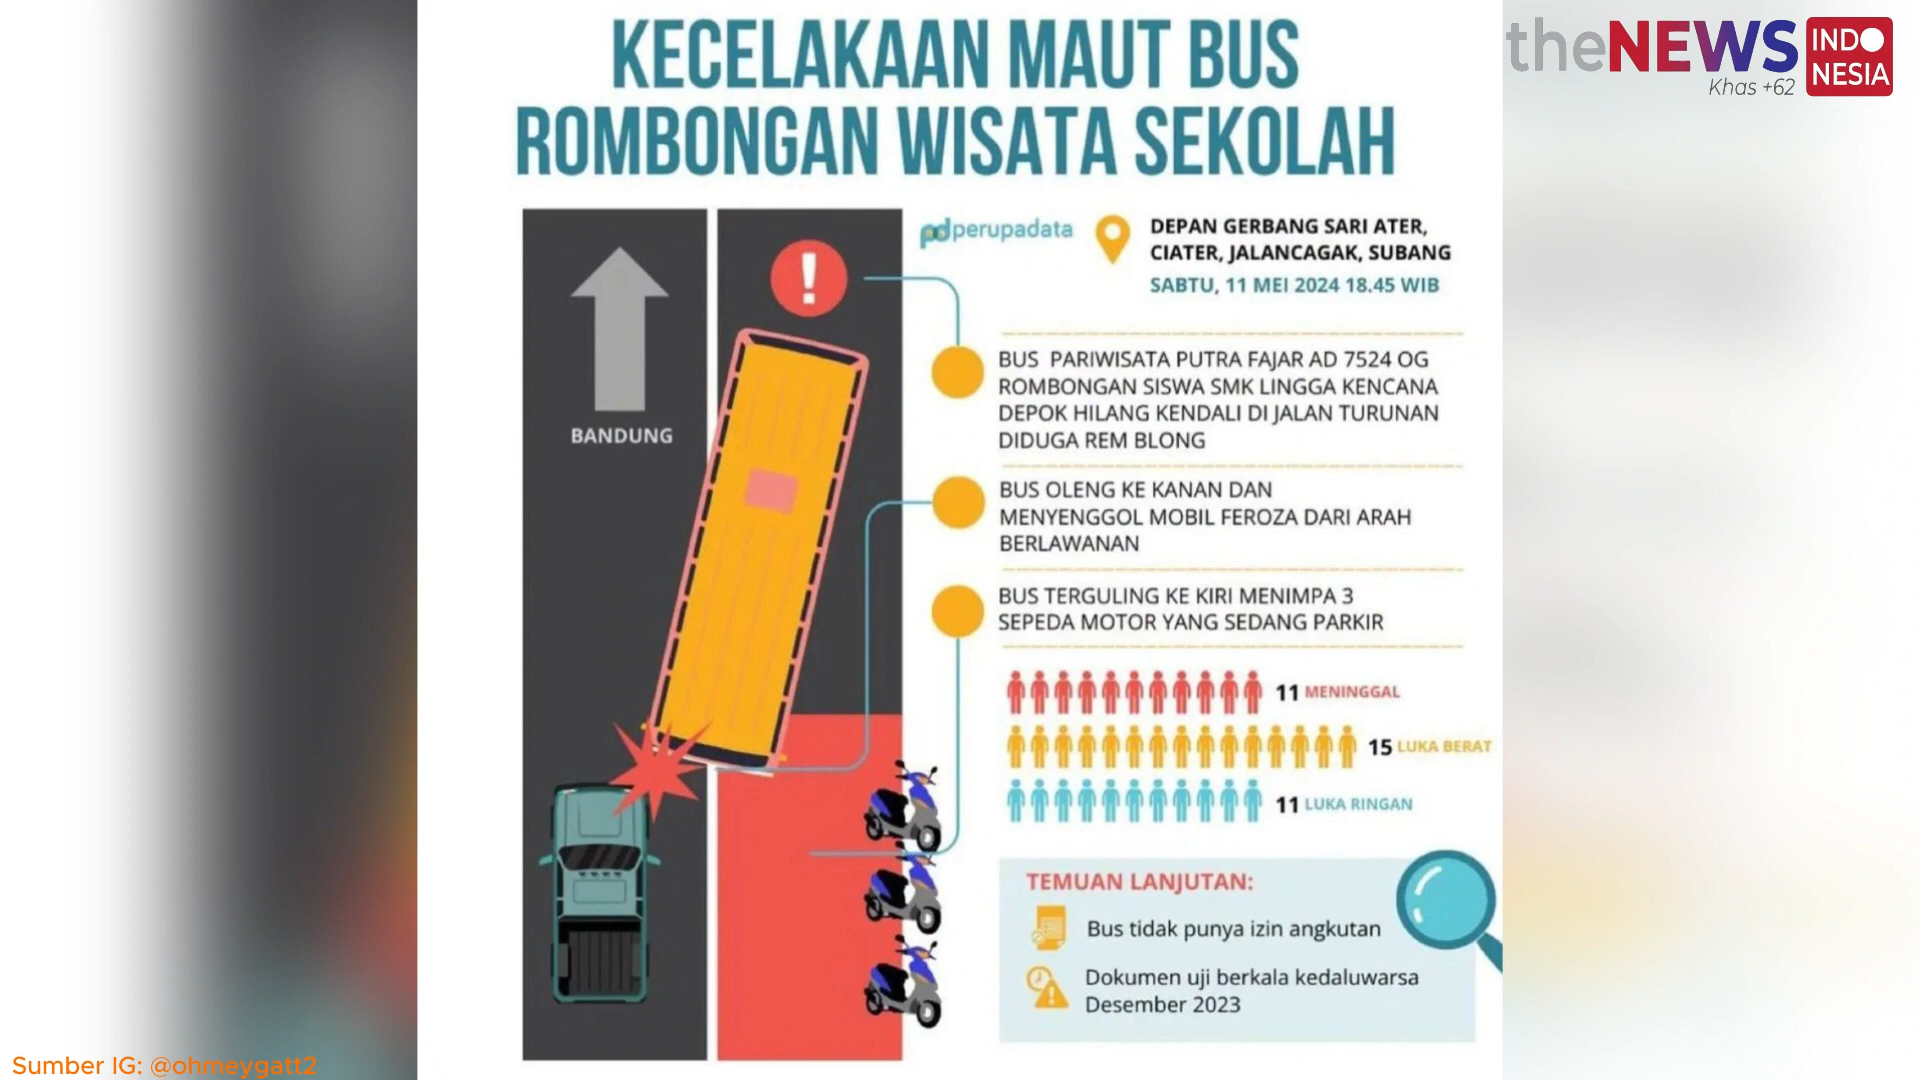 KECELAKAAN MAUT BUS
ROMBONGAN WISATA SEKOLAH
theNEWS
Khas +62
INDO
NESIA
pdperupadata
DEPAN GERBANG SARI ATER,
CIATER, JALANCAGAK, SUBANG
SABTU, 11 MEI 2024 18.45 WIB
!
BANDUNG
BUS PARIWISATA PUTRA FAJAR AD 7524 OG
ROMBONGAN SISWA SMK LINGGA KENCANA
DEPOK HILANG KENDALI DI JALAN TURUNAN
DIDUGA REM BLONG
BUS OLENG KE KANAN DAN
MENYENGGOL MOBIL FEROZA DARI ARAH
BERLAWANAN
BUS TERGULING KE KIRI MENIMPA 3
SEPEDA MOTOR YANG SEDANG PARKIR
11 MENINGGAL
15 LUKA BERAT
11 LUKA RINGAN
TEMUAN LANJUTAN:
Bus tidak punya izin angkutan
Dokumen uji berkala kedaluwarsa
Desember 2023
Sumber IG: @ohmeygatt2